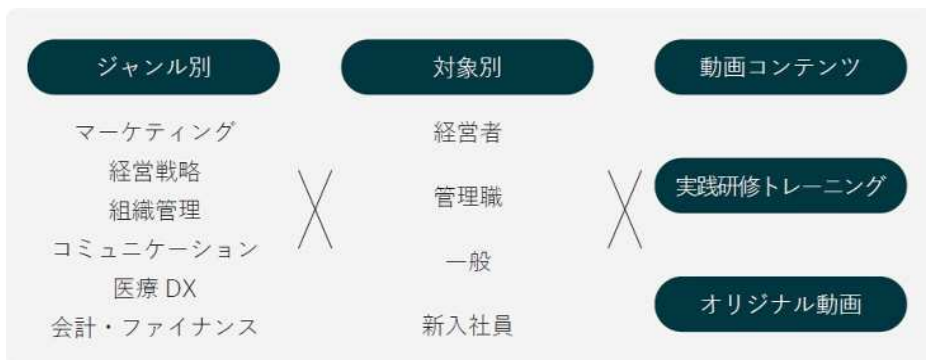 ジャンル別
マーケティング
経営戦略
組織管理
コミュニケーション
医療 DX
会計・ファイナンス
対象別
経営者
管理職
一般
新入社員
動画コンテンツ
実践研修トレーニング
オリジナル動画